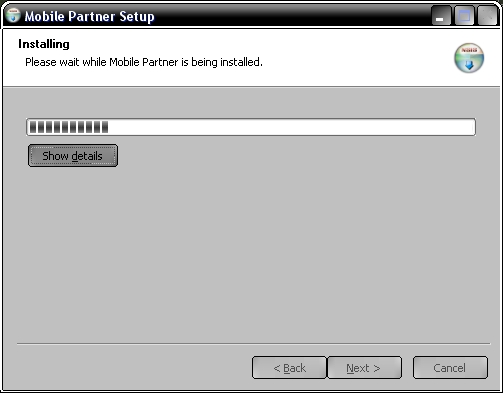 Mobile Partner Setup
Installing
Please wait while Mobile Partner is being installed.
Show details
< Back
Next >
Cancel